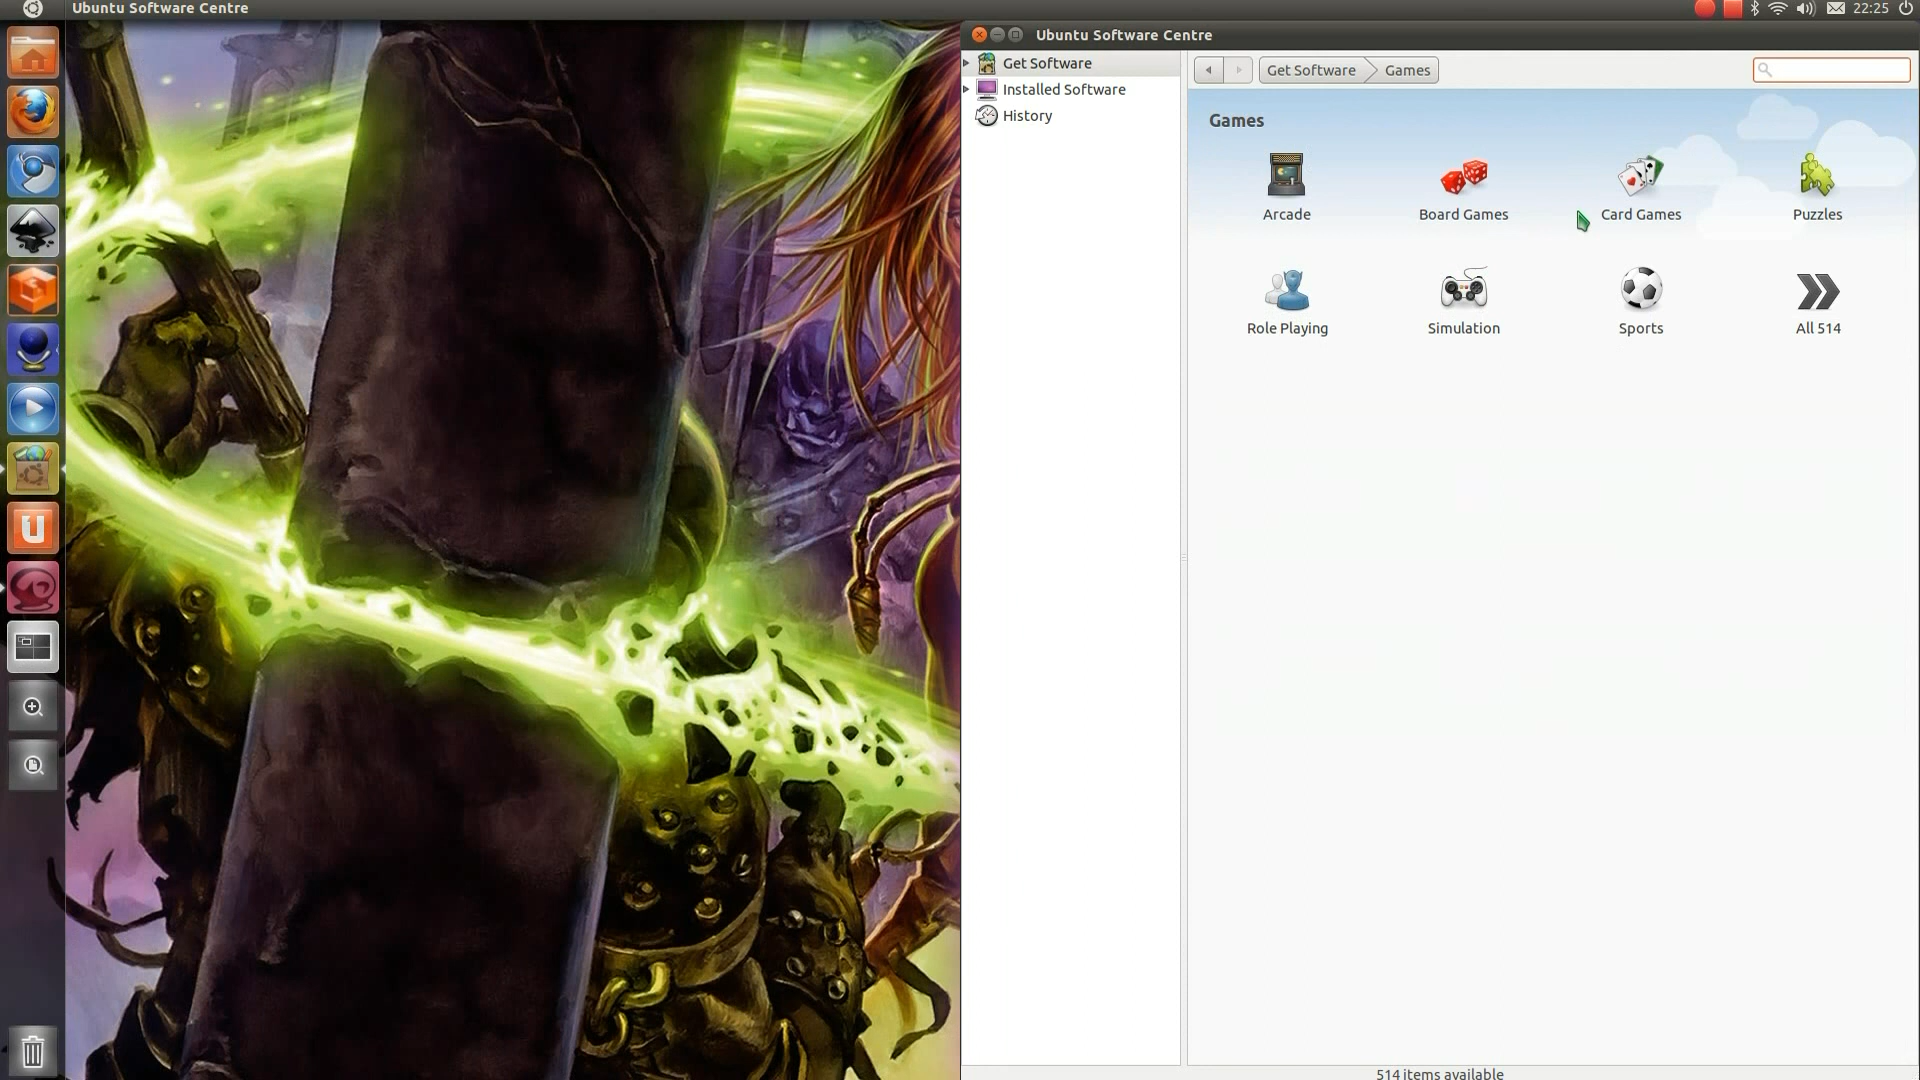 Ubuntu Software Centre
22:25
Ubuntu Software Centre
Get Software
Installed Software
History
Get Software
Games
Games
Arcade
Board Games
Card Games
Puzzles
Role Playing
Simulation
Sports
All 514
514 items available